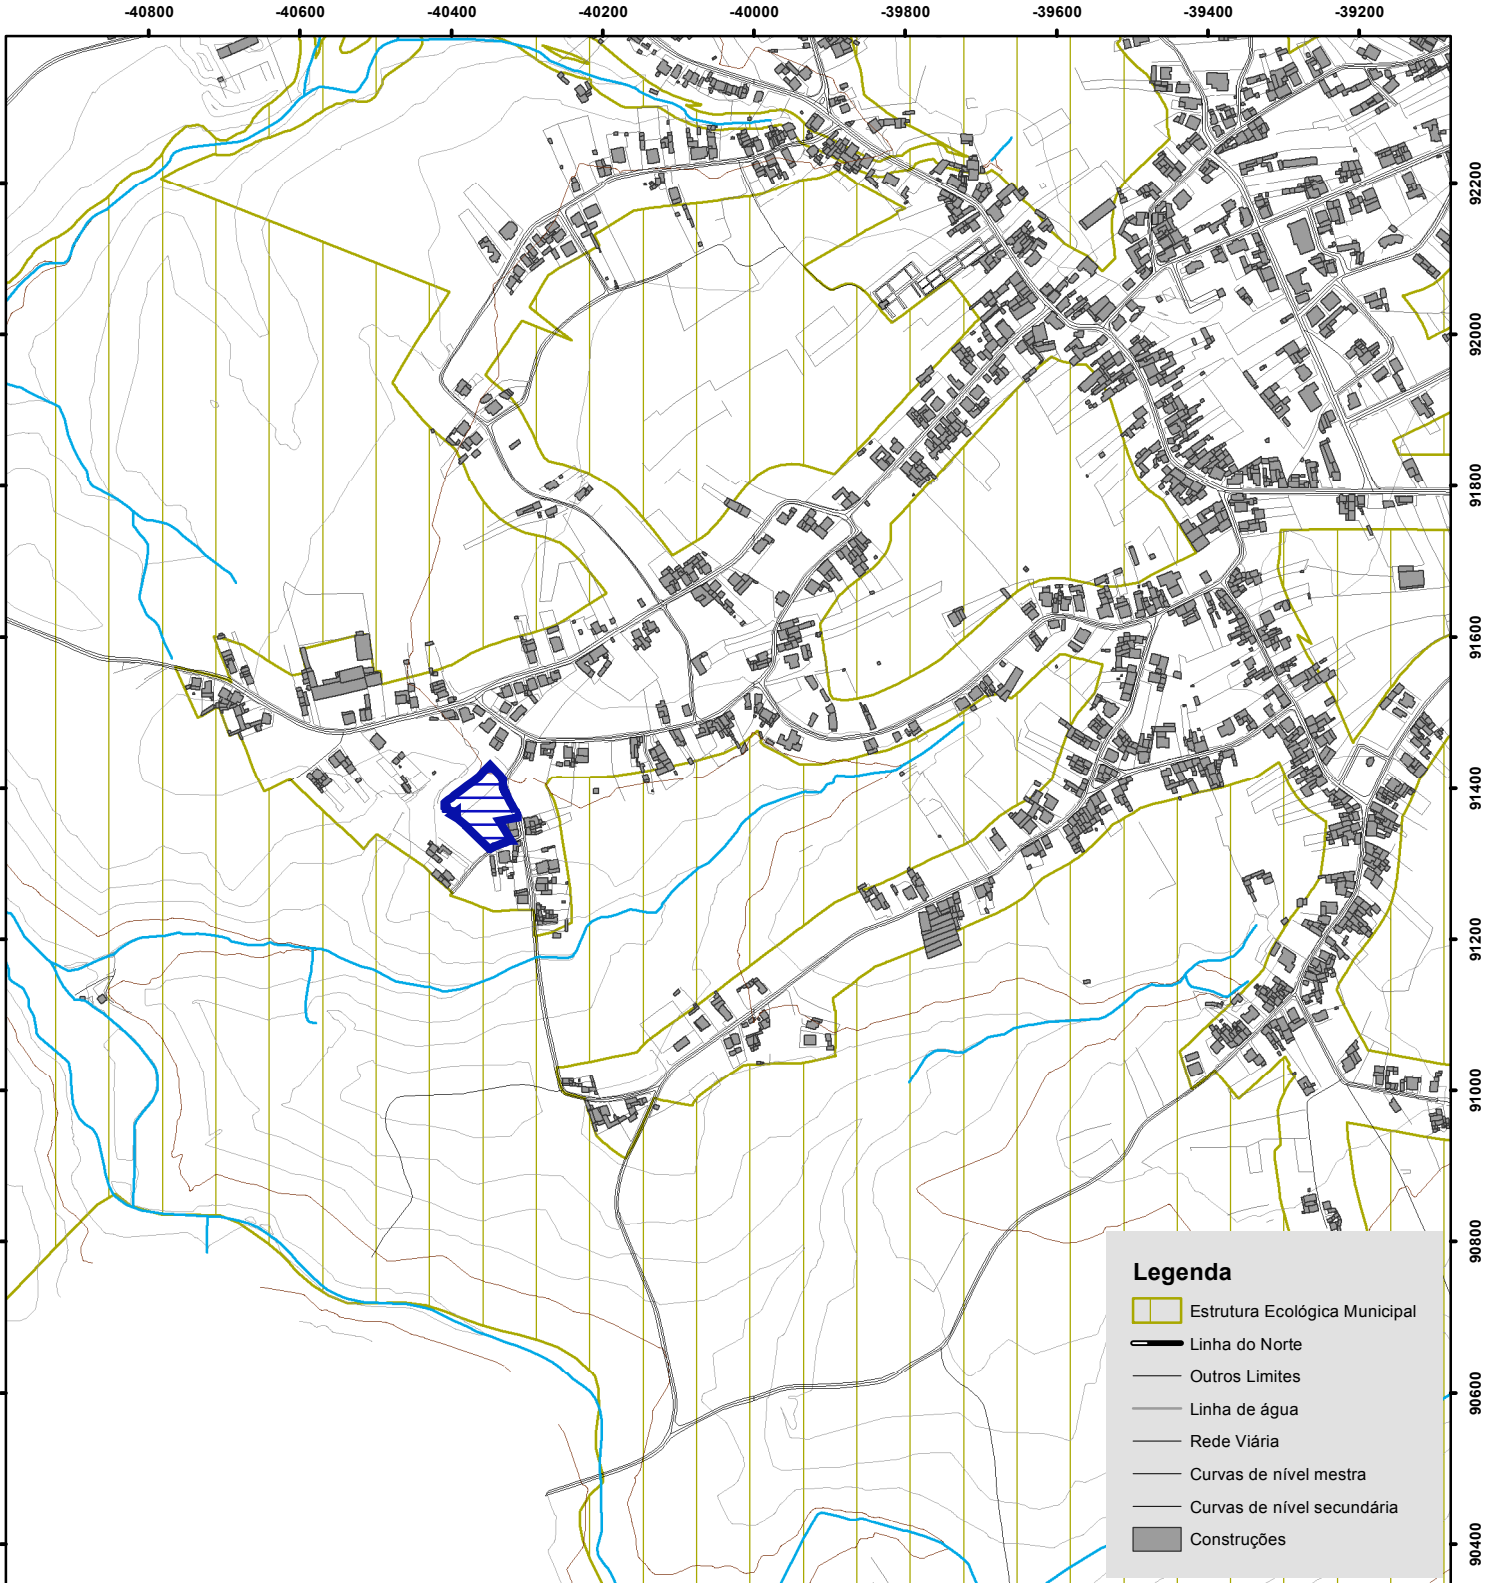 -40800 -40600 -40400 -40200 -40000 -39800 -39600 -39400 -39200
92200
92000
91800
91600
91400
91200
91000
90800
90600
90400
Legenda
Estrutura Ecológica Municipal
Linha do Norte
Outros Limites
Linha de água
Rede Viária
Curvas de nível mestra
Curvas de nível secundária
Construções